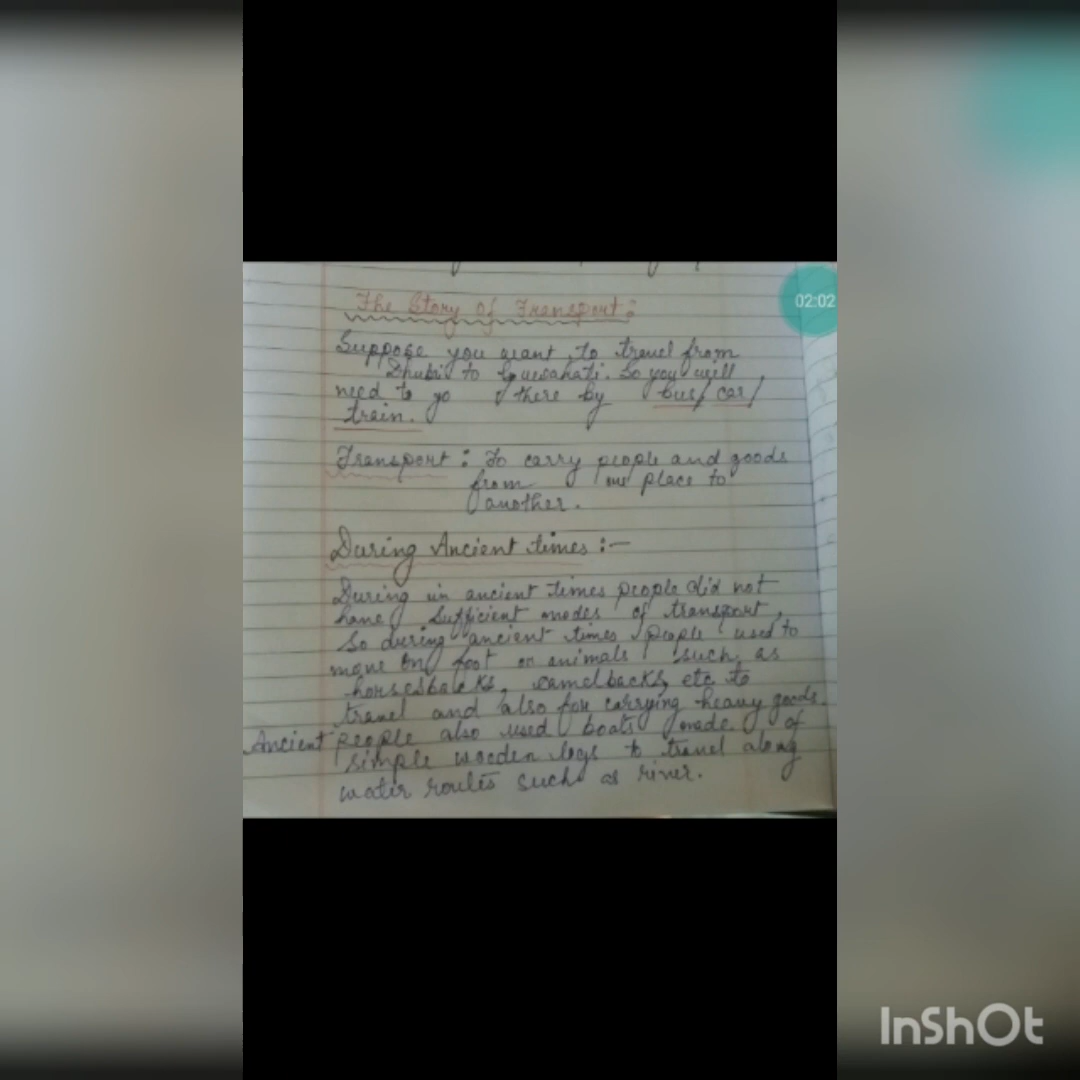 The Story of Transport:
02:02
Suppose you want to travel from
Dhubri to Guwahati. So you will
need to go there by bus/car/
train.
Transport: To carry people and goods
from one place to
another.
During Ancient times :-
During in ancient times people did not
have sufficient modes of transport,
So during ancient times people used to
move on foot or animals such as
horsesbacks, camelbacks, etc to
travel and also for carrying heavy goods.
Ancient people also used boats made of
simple wooden logs to travel along
water routes such as river.
InShOt